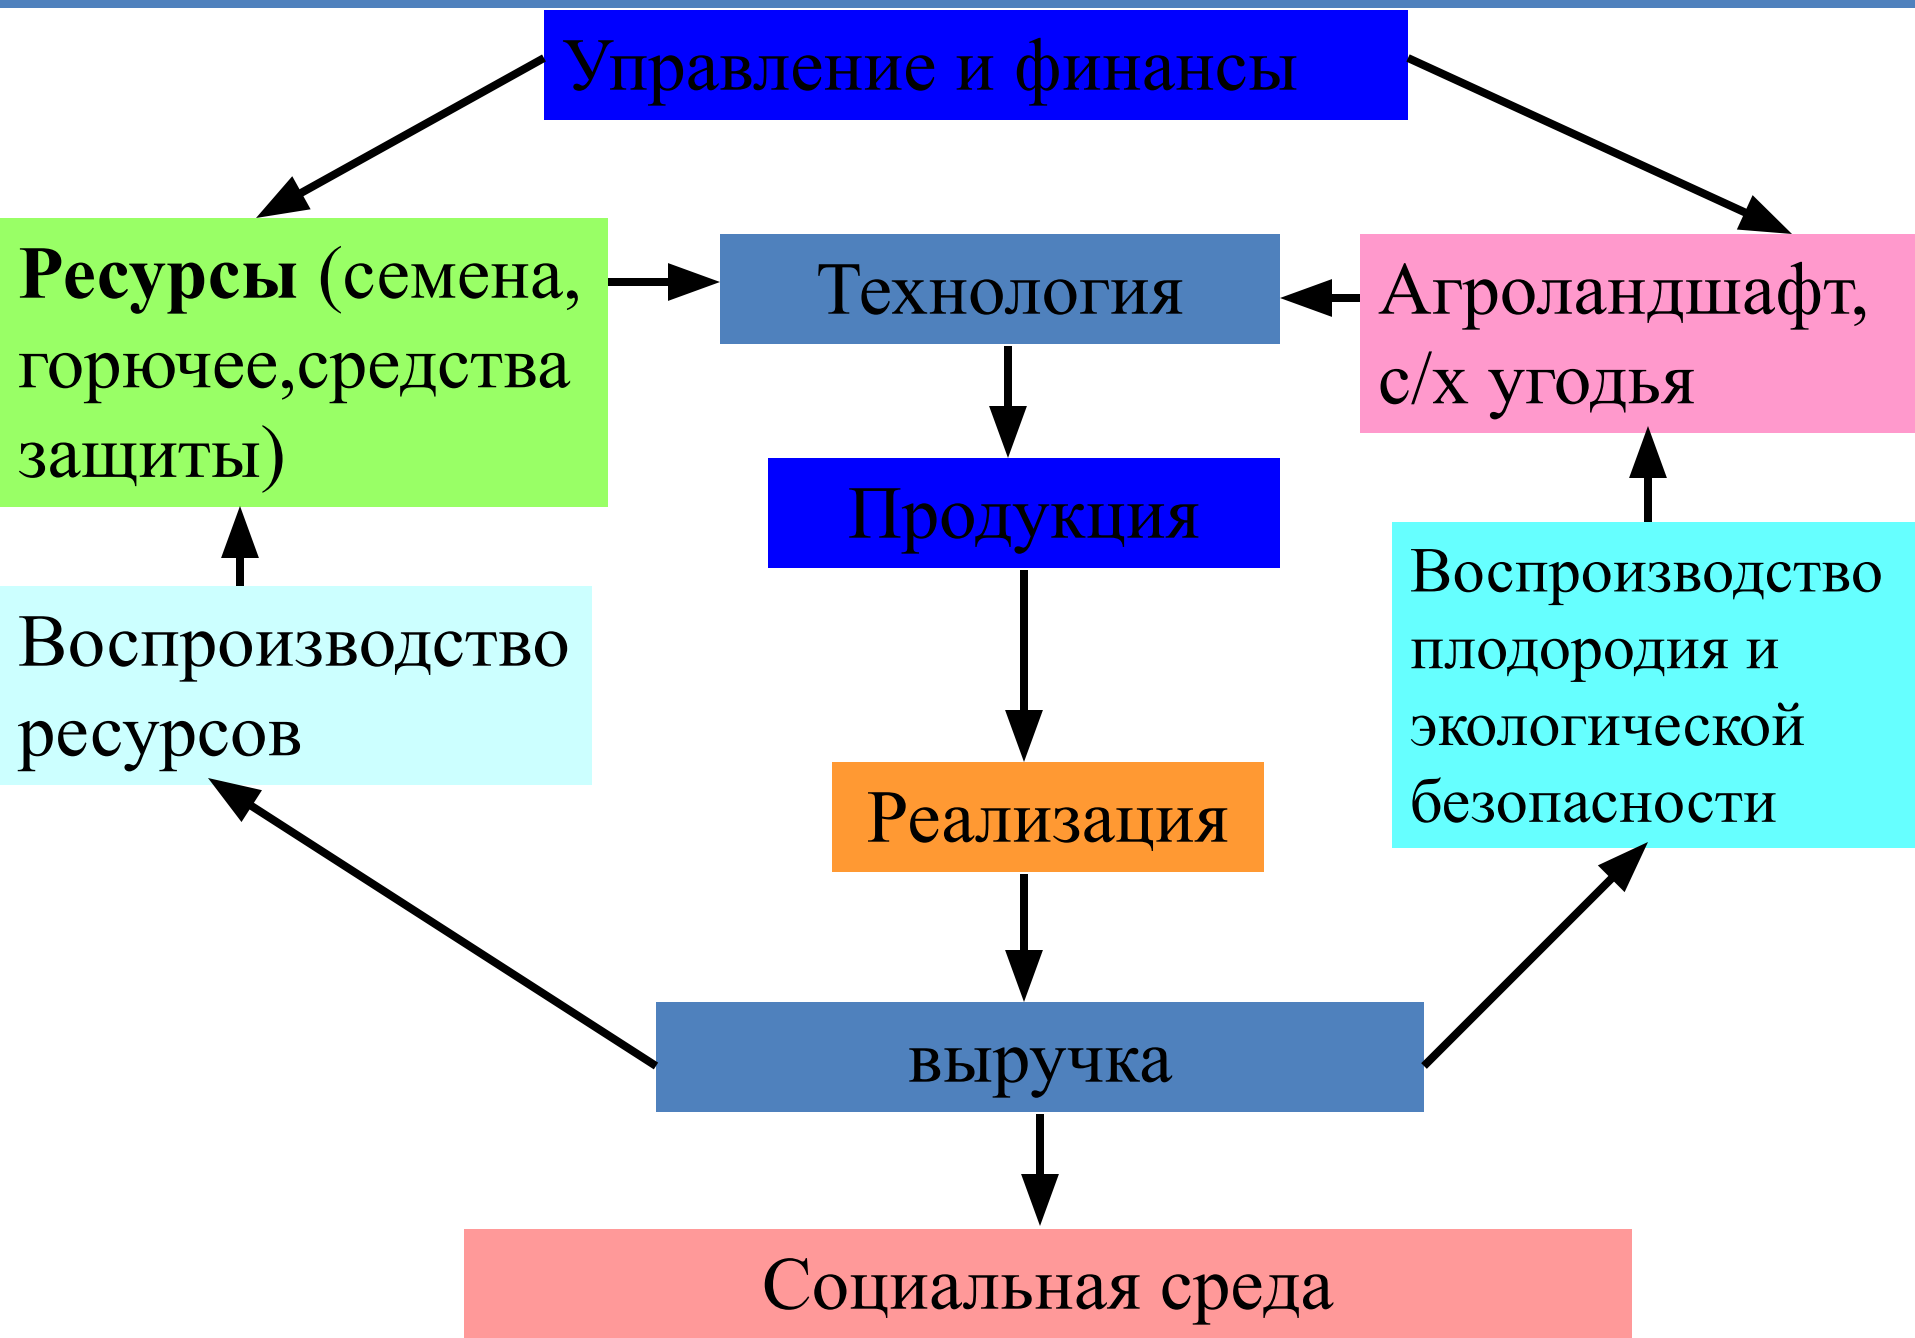 Управление и финансы
Ресурсы (семена,
горючее,средства
защиты)
Технология
Агроландшафт,
с/х угодья
Продукция
Воспроизводство
ресурсов
Воспроизводство
плодородия и
экологической
безопасности
Реализация
выручка
Социальная среда